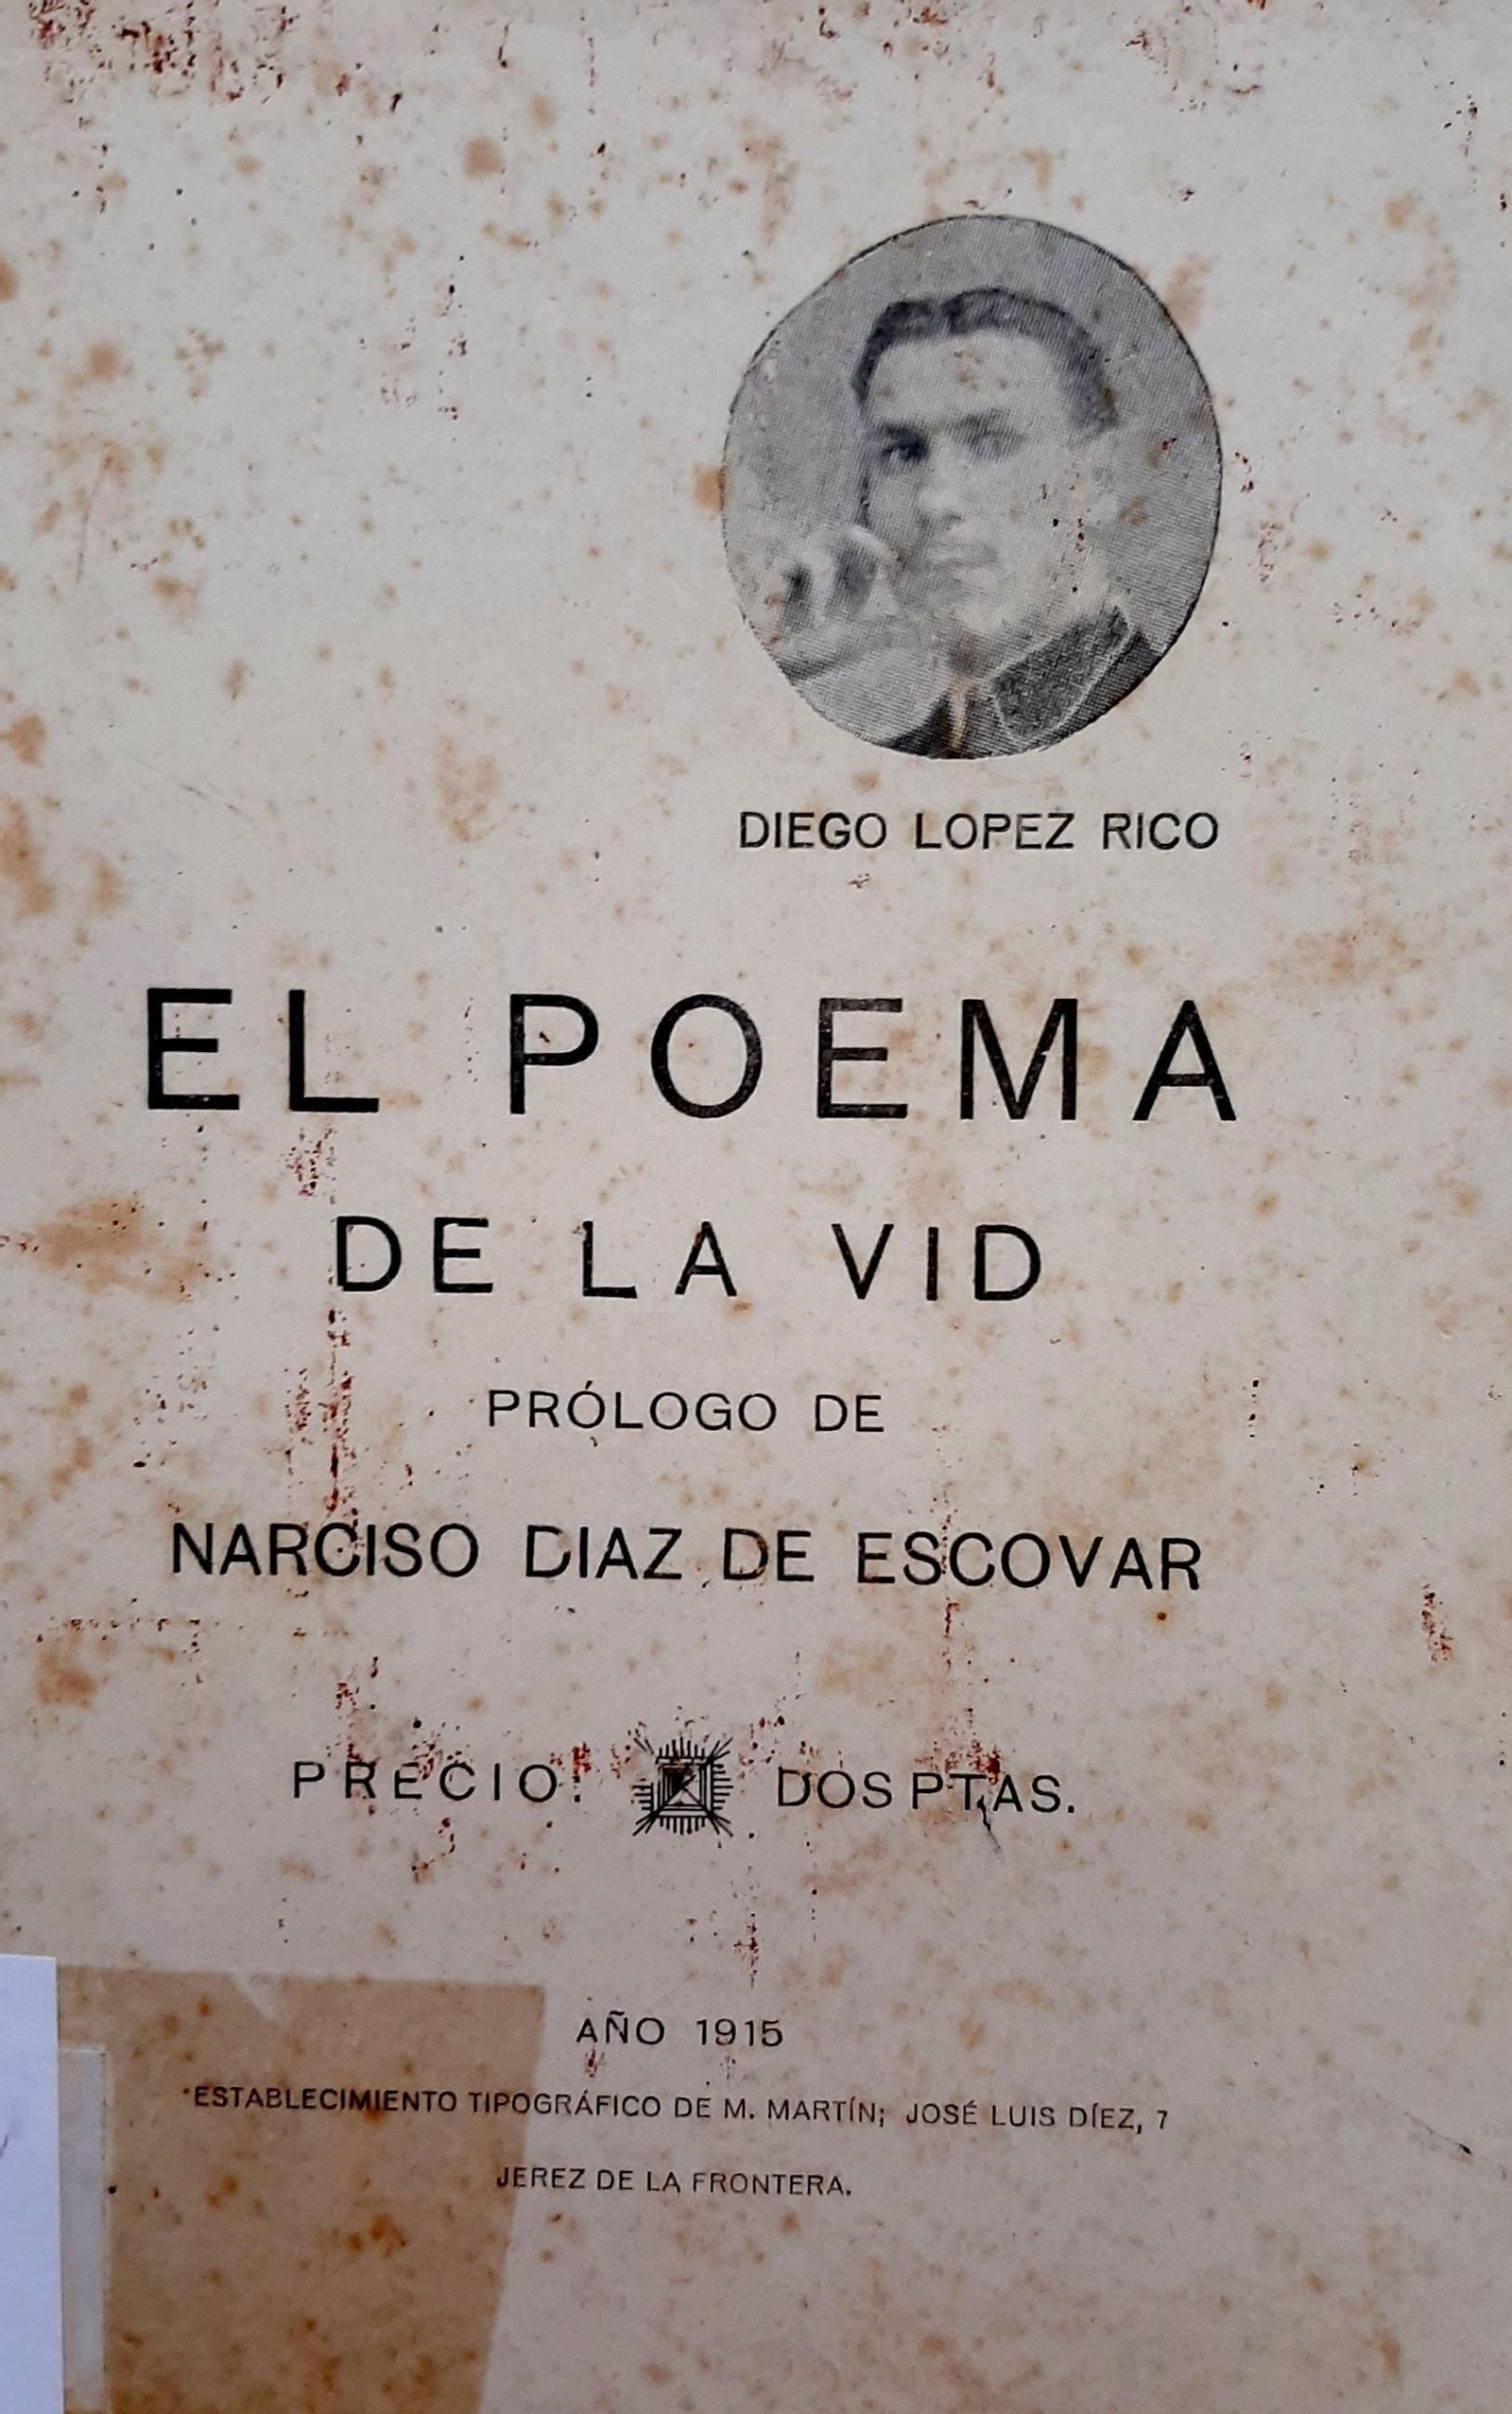 DIEGO LOPEZ RICO
EL POEMA
DE LA VID
PRÓLOGO DE
NARCISO DIAZ DE ESCOVAR
PRECIO: DOS PTAS.
AÑO 1915
ESTABLECIMIENTO TIPOGRÁFICO DE M. MARTÍN; JOSÉ LUIS DÍEZ, 7
JEREZ DE LA FRONTERA.